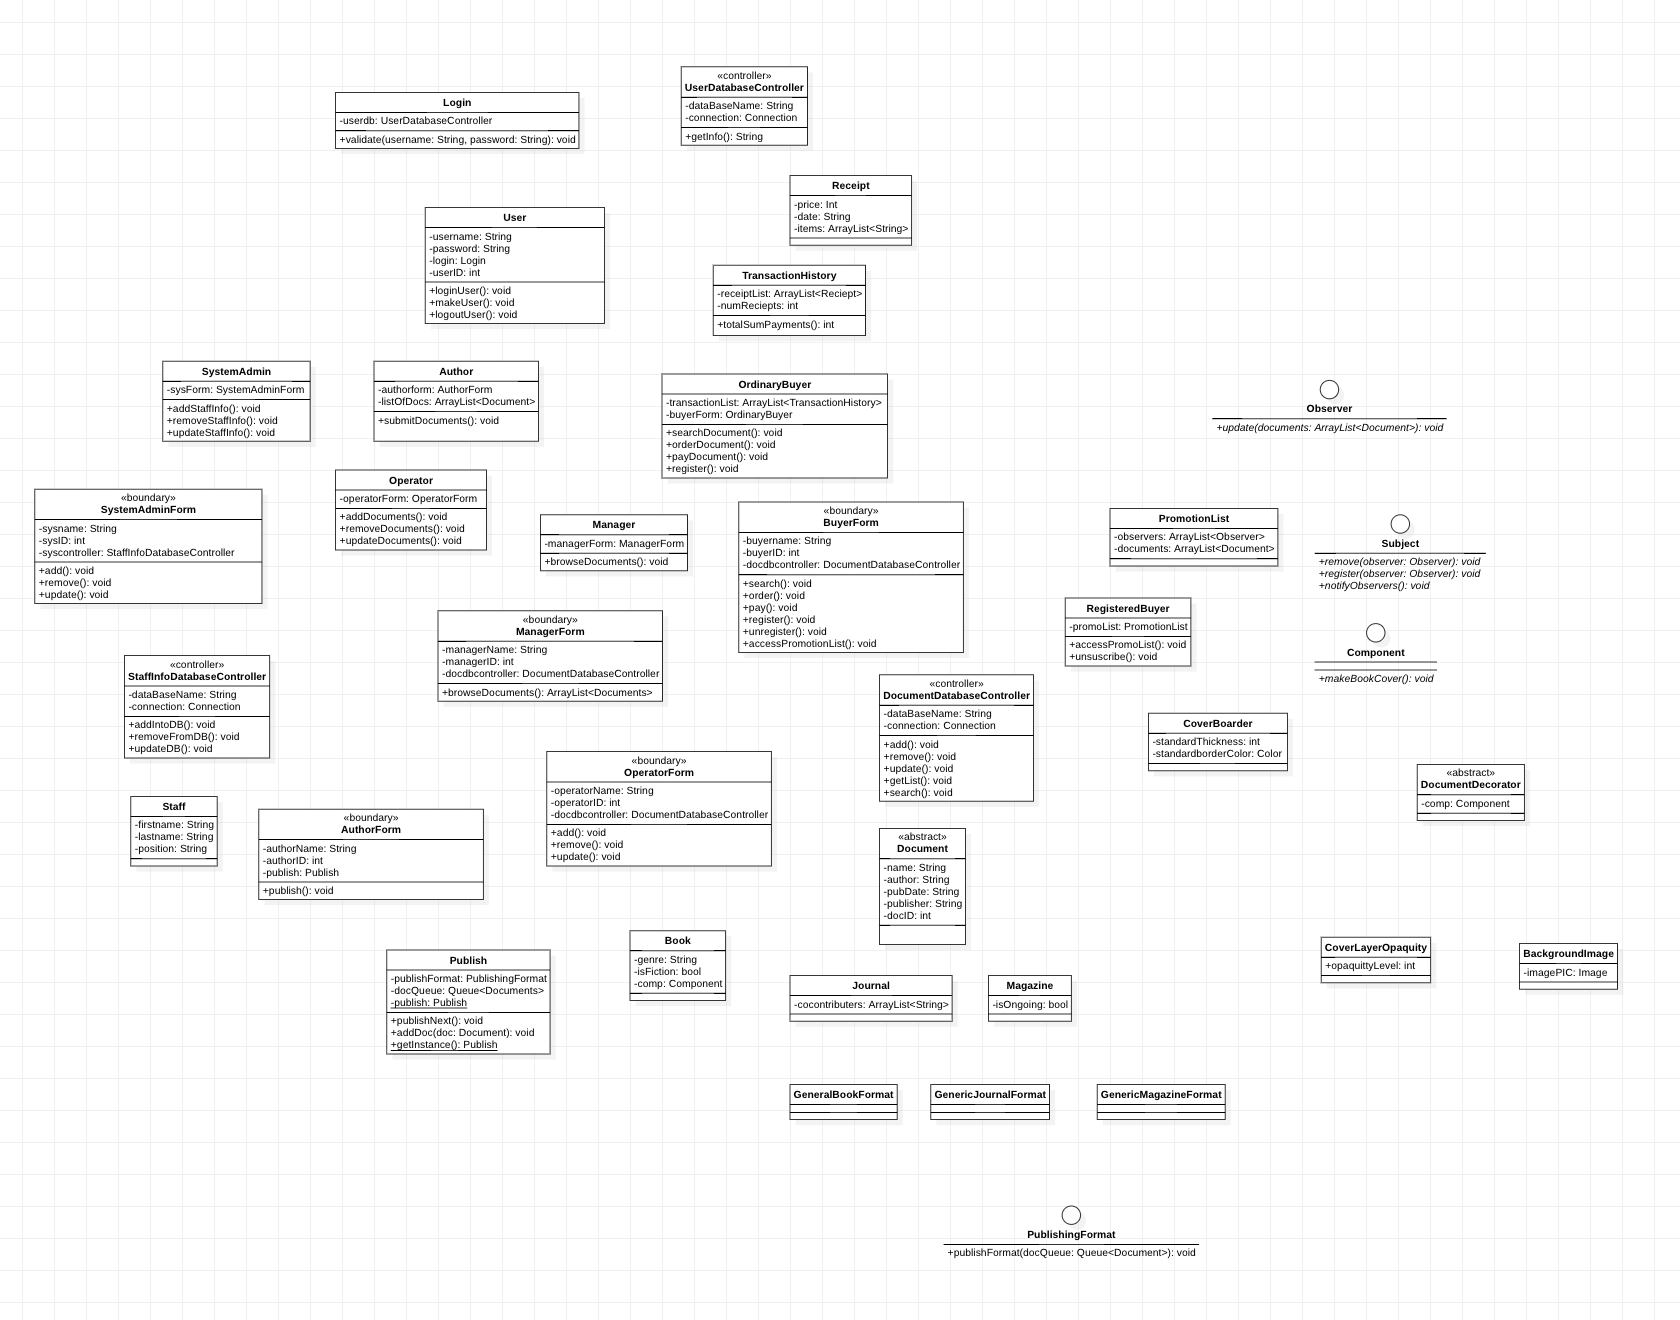 «controller»
UserDatabaseController
-dataBaseName: String
-connection: Connection
+getInfo(): String
Login
-userdb: UserDatabaseController
+validate(username: String, password: String): void
Receipt
-price: Int
-date: String
-items: ArrayList<String>
User
-username: String
-password: String
-login: Login
-userID: int
+loginUser(): void
+makeUser(): void
+logoutUser(): void
TransactionHistory
-receiptList: ArrayList<Reciept>
-numReciepts: int
+totalSumPayments(): int
SystemAdmin
-sysForm: SystemAdminForm
+addStaffInfo(): void
+removeStaffInfo(): void
+updateStaffInfo(): void
Author
-authorform: AuthorForm
-listOfDocs: ArrayList<Document>
+submitDocuments(): void
OrdinaryBuyer
-transactionList: ArrayList<TransactionHistory>
-buyerForm: OrdinaryBuyer
+searchDocument(): void
+orderDocument(): void
+payDocument(): void
+register(): void
Observer
+update(documents: ArrayList<Document>): void
Operator
-operatorForm: OperatorForm
+addDocuments(): void
+removeDocuments(): void
+updateDocuments(): void
«boundary»
SystemAdminForm
-sysname: String
-sysID: int
-syscontroller: StaffInfoDatabaseController
+add(): void
+remove(): void
+update(): void
Manager
-managerForm: ManagerForm
+browseDocuments(): void
«boundary»
BuyerForm
-buyername: String
-buyerID: int
-docdbcontroller: DocumentDatabaseController
+search(): void
+order(): void
+pay(): void
+register(): void
+unregister(): void
+accessPromotionList(): void
PromotionList
-observers: ArrayList<Observer>
-documents: ArrayList<Document>
Subject
+remove(observer: Observer): void
+register(observer: Observer): void
+notifyObservers(): void
RegisteredBuyer
-promoList: PromotionList
+accessPromoList(): void
+unsuscribe(): void
Component
+makeBookCover(): void
«boundary»
ManagerForm
-managerName: String
-managerID: int
-docdbcontroller: DocumentDatabaseController
+browseDocuments(): ArrayList<Documents>
«controller»
StaffInfoDatabaseController
-dataBaseName: String
-connection: Connection
+addIntoDB(): void
+removeFromDB(): void
+updateDB(): void
«controller»
DocumentDatabaseController
-dataBaseName: String
-connection: Connection
+add(): void
+remove(): void
+update(): void
+getList(): void
+search(): void
CoverBoarder
-standardThickness: int
-standardborderColor: Color
«abstract»
DocumentDecorator
-comp: Component
«boundary»
OperatorForm
-operatorName: String
-operatorID: int
-docdbcontroller: DocumentDatabaseController
+add(): void
+remove(): void
+update(): void
Staff
-firstname: String
-lastname: String
-position: String
«boundary»
AuthorForm
-authorName: String
-authorID: int
-publish: Publish
+publish(): void
«abstract»
Document
-name: String
-author: String
-pubDate: String
-publisher: String
-docID: int
Book
-genre: String
-isFiction: bool
-comp: Component
CoverLayerOpaquity
+opaquittyLevel: int
BackgroundImage
-imagePIC: Image
Publish
-publishFormat: PublishingFormat
-docQueue: Queue<Documents>
-publish: Publish
+publishNext(): void
+addDoc(doc: Document): void
+getInstance(): Publish
Journal
-cocontributers: ArrayList<String>
Magazine
-isOngoing: bool
GeneralBookFormat
GenericJournalFormat
GenericMagazineFormat
PublishingFormat
+publishFormat(docQueue: Queue<Document>): void